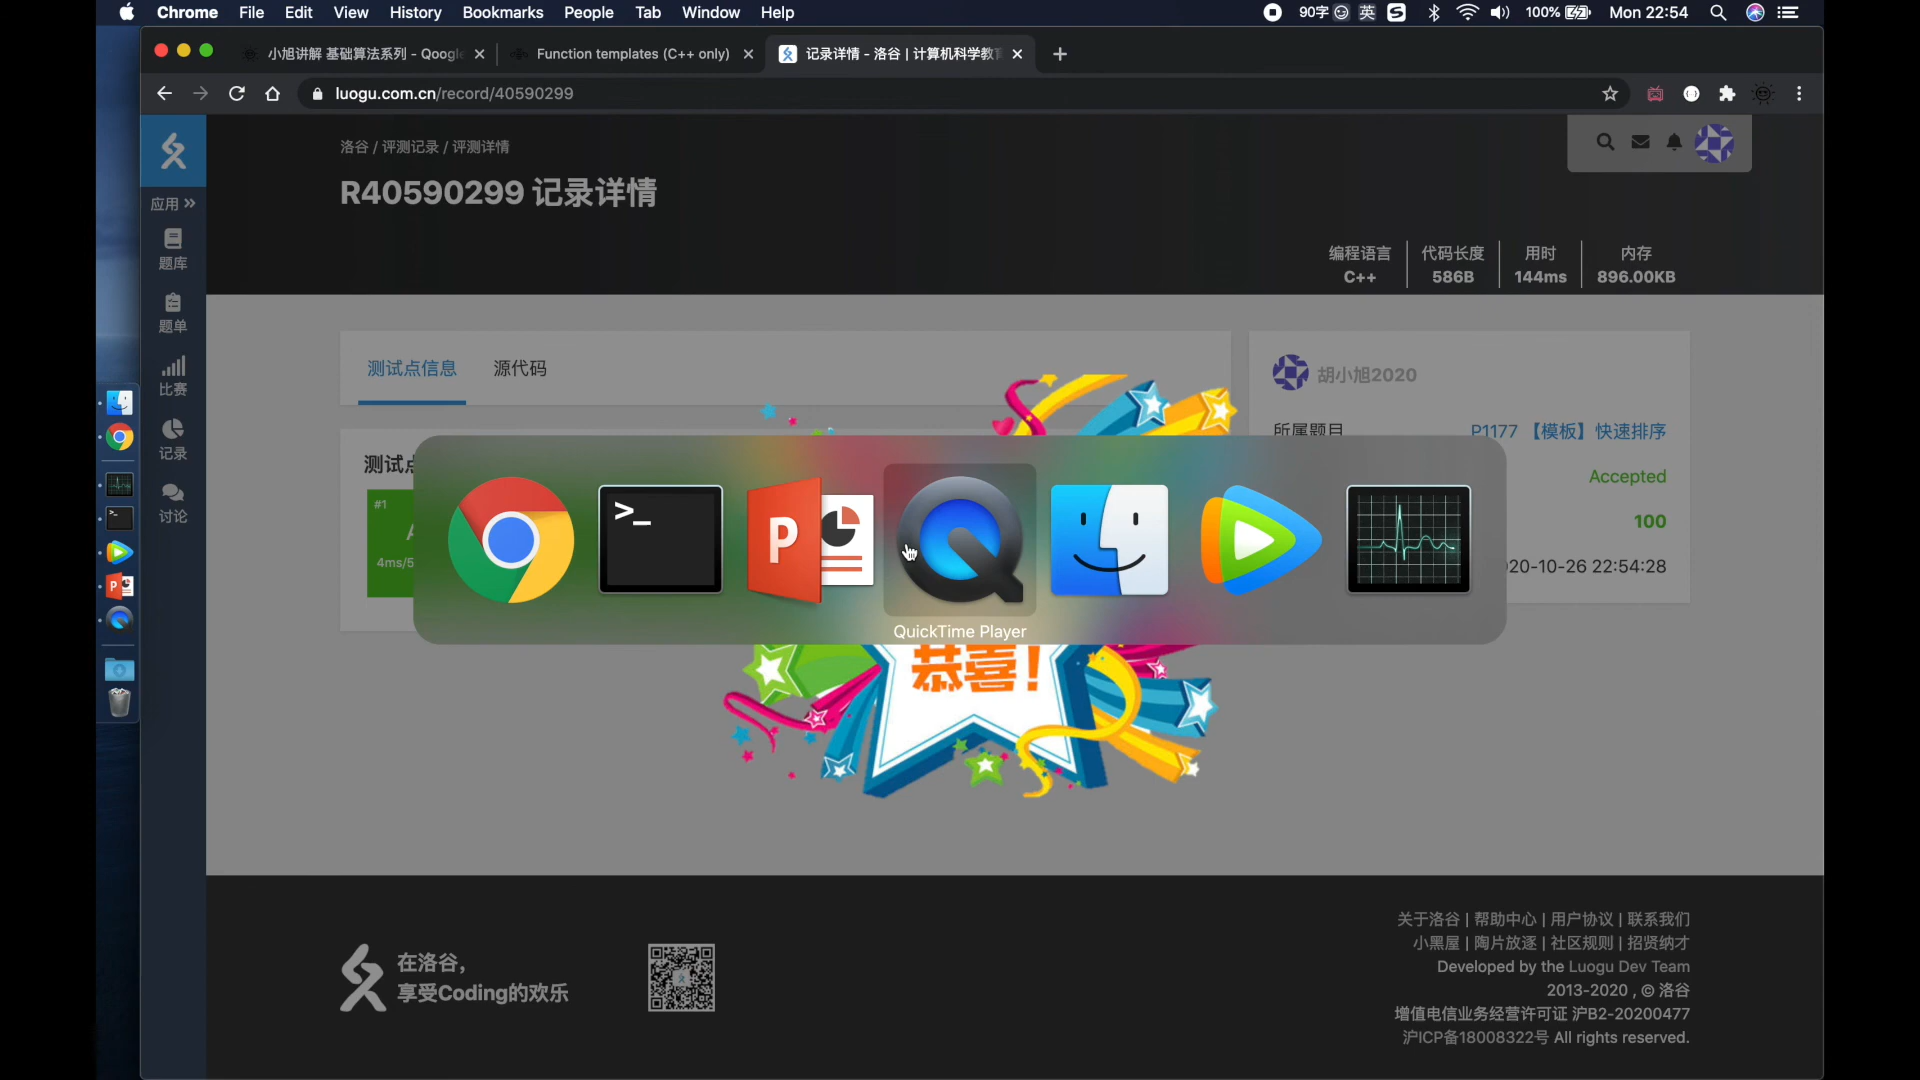 Chrome File Edit View History Bookmarks People Tab Window Help
90字 英 100% Mon 22:54
小旭讲解 基础算法系列 - Qoogle
Function templates (C++ only)
记录详情 - 洛谷 | 计算机科学教育
luogu.com.cn/record/40590299
洛谷 / 评测记录 / 评测详情
R40590299 记录详情
应用
题库
题单
比赛
记录
讨论
编程语言
C++
代码长度
586B
用时
144ms
内存
896.00KB
测试点信息
源代码
测试点
#1
4ms/5
胡小旭2020
所属题目
P1177 【模板】快速排序
Accepted
100
20-10-26 22:54:28
>_
P
QuickTime Player
恭喜!
在洛谷,
享受Coding的欢乐
关于洛谷 | 帮助中心 | 用户协议 | 联系我们
小黑屋 | 陶片放逐 | 社区规则 | 招贤纳才
Developed by the Luogu Dev Team
2013-2020 , © 洛谷
增值电信业务经营许可证 沪B2-20200477
沪ICP备18008322号 All rights reserved.